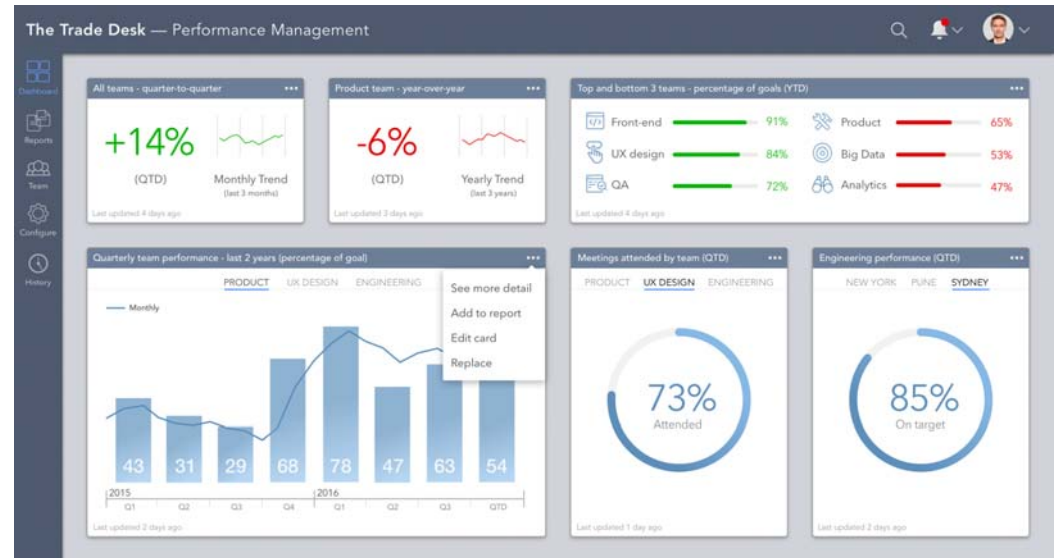 The Trade Desk — Performance Management
Dashboard
Reports
Team
Configure
History
All teams - quarter-to-quarter
+14%
(QTD)
Monthly Trend
(last 3 months)
Last updated 4 days ago
Product team - year-over-year
-6%
(QTD)
Yearly Trend
(last 3 years)
Last updated 3 days ago
Top and bottom 3 teams - percentage of goals (YTD)
Front-end 91%
UX design 84%
QA 72%
Product 65%
Big Data 53%
Analytics 47%
Last updated 4 days ago
Quarterly team performance - last 2 years (percentage of goal)
PRODUCT UX DESIGN ENGINEERING
See more detail
Add to report
Edit card
Replace
Monthly
43 31 29 68 78 47 63 54
2015 2016
Q1 Q2 Q3 Q4 Q1 Q2 Q3 QTD
Last updated 2 days ago
Meetings attended by team (QTD)
PRODUCT UX DESIGN ENGINEERING
73%
Attended
Last updated 1 day ago
Engineering performance (QTD)
NEW YORK PUNE SYDNEY
85%
On target
Last updated 2 days ago